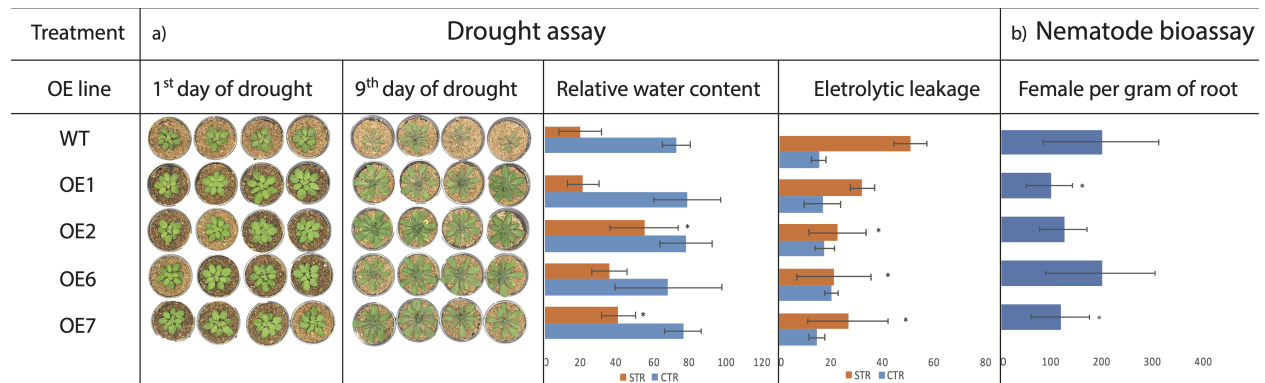 Treatment a) Drought assay b) Nematode bioassay
OE line 1st day of drought 9th day of drought Relative water content Eletrolytic leakage Female per gram of root
WT
OE1 *
OE2 * *
OE6 *
OE7 * * *
0 20 40 60 80 100 120 0 20 40 60 80 0 100 200 300 400
STR CTR STR CTR